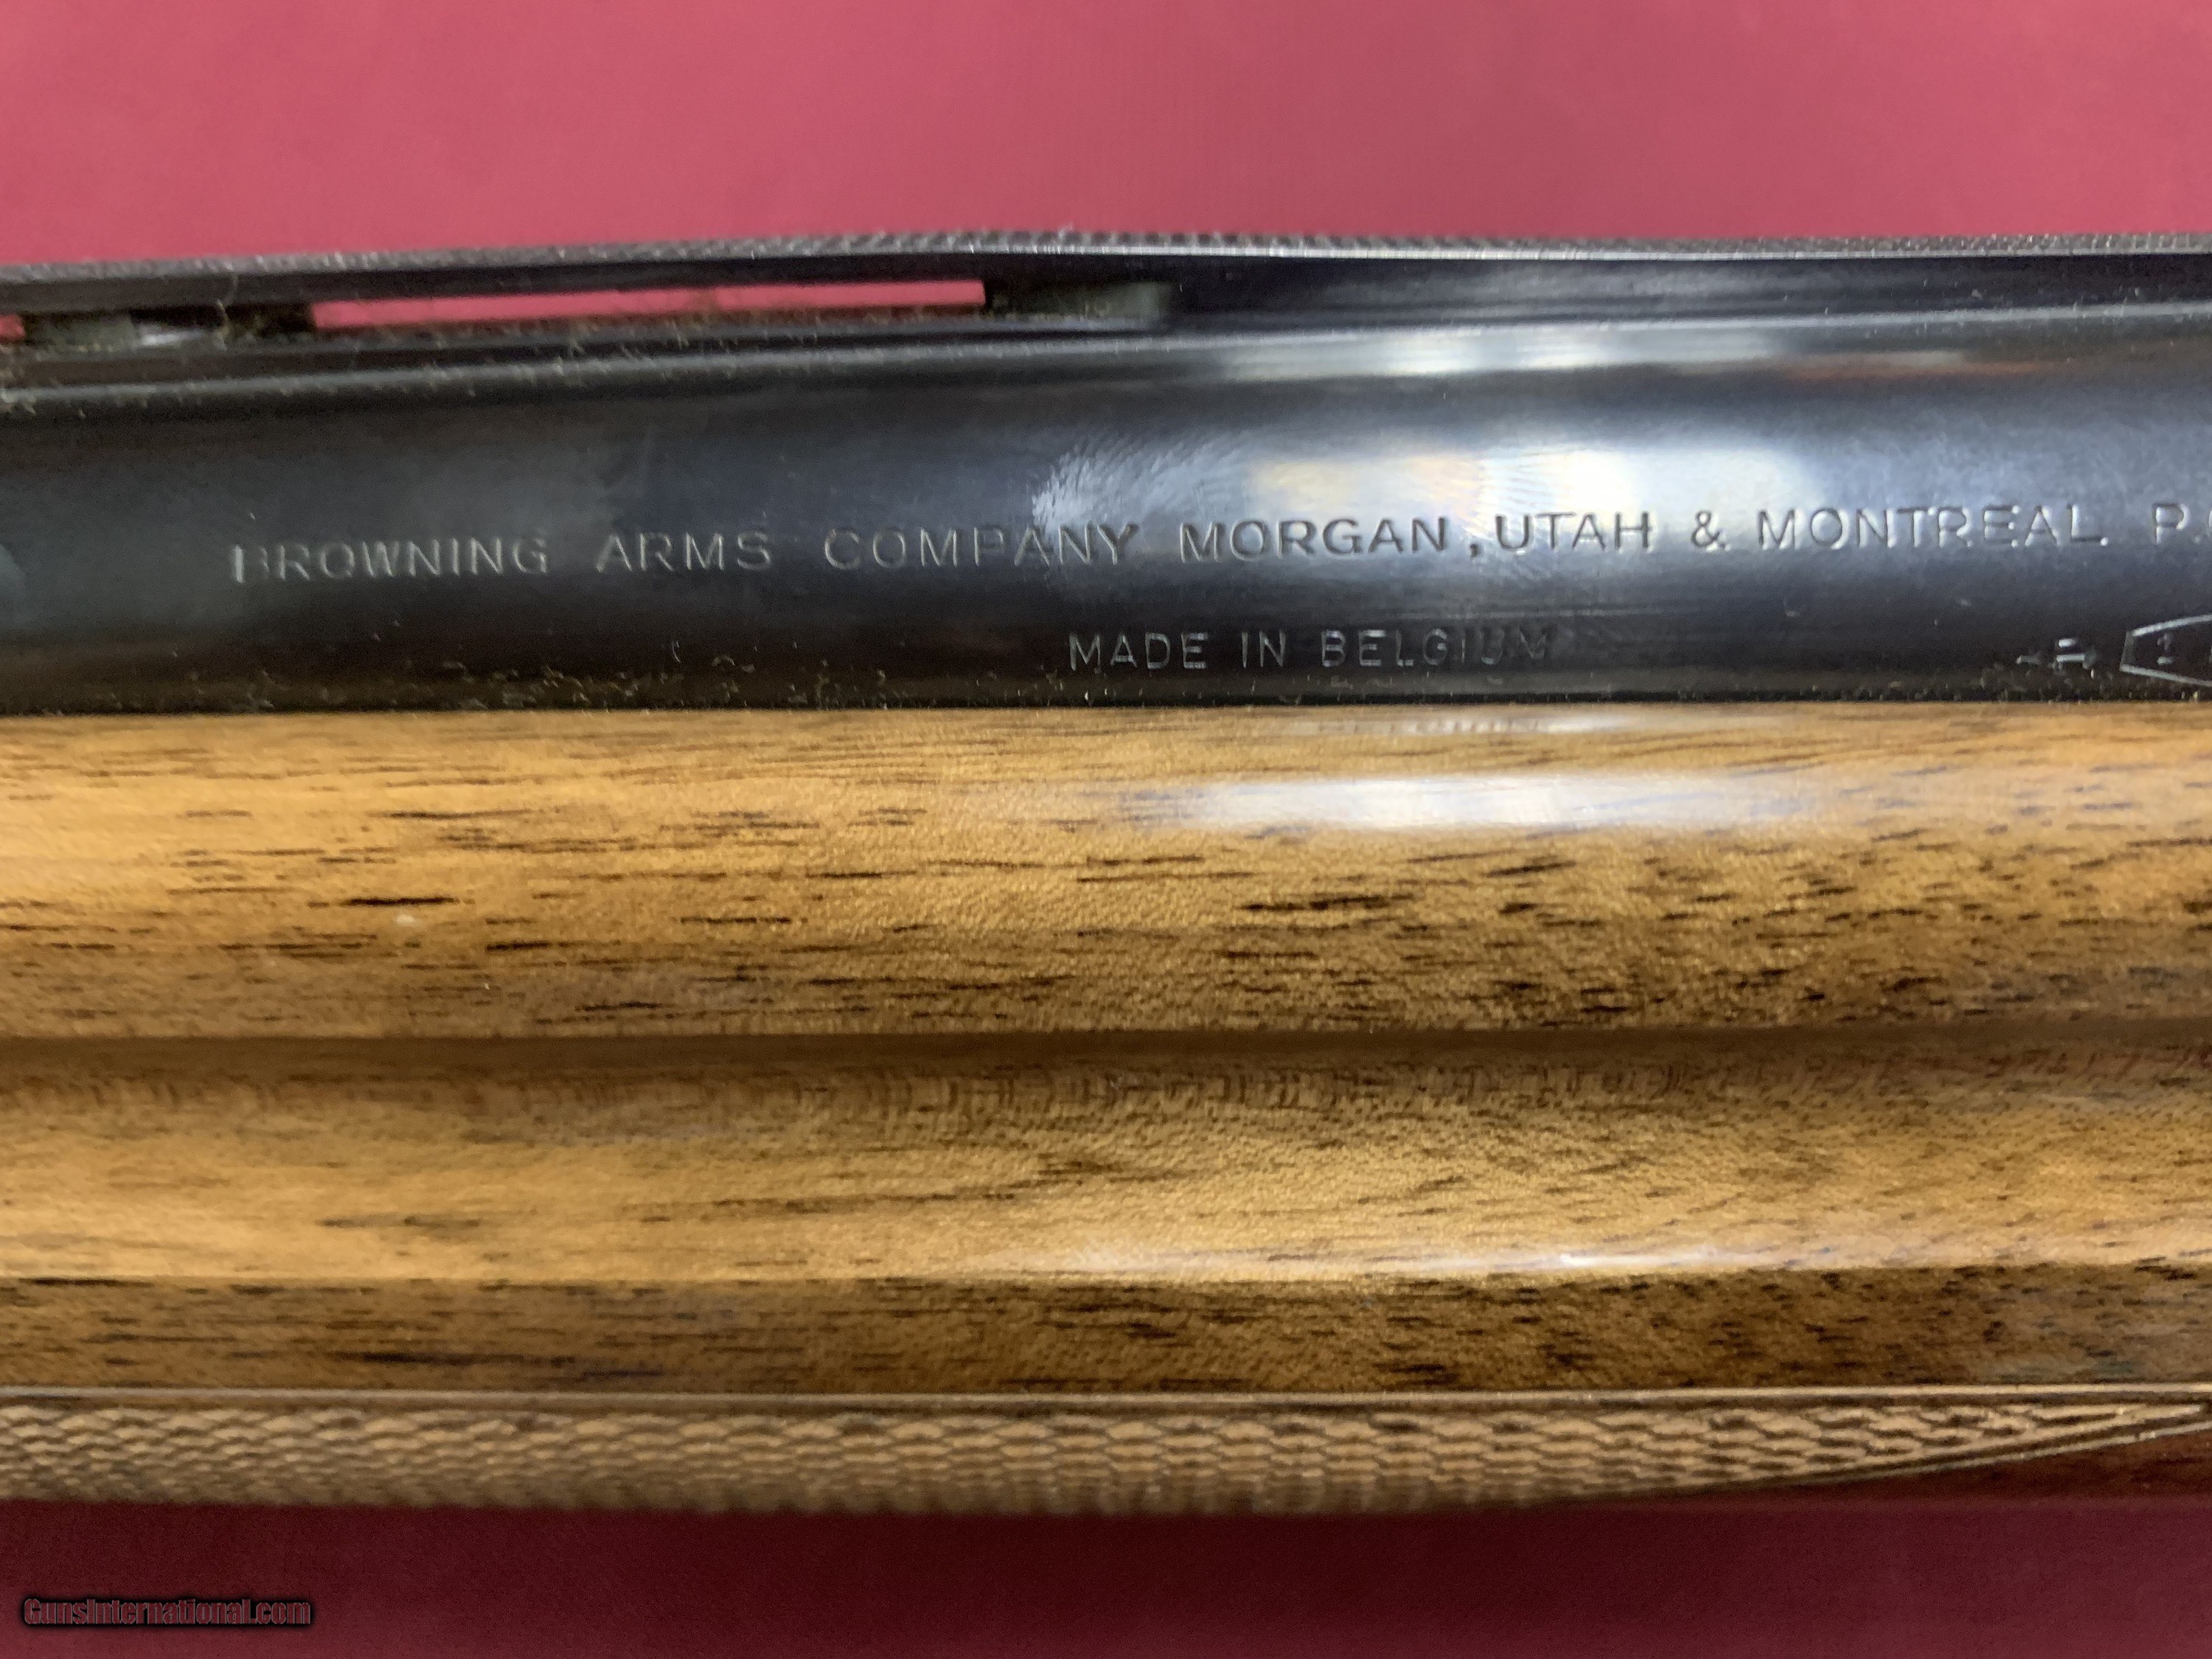 BROWNING ARMS COMPANY MORGAN, UTAH & MONTREAL P.
MADE IN BELGIUM
GunsInternational.com